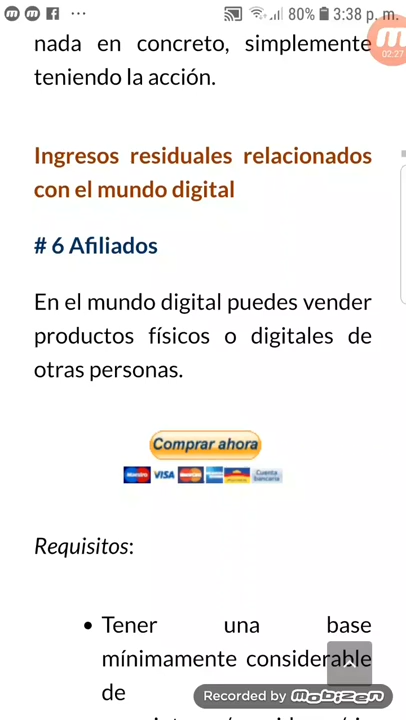 80% 3:38 p. m.
nada en concreto, simplemente
teniendo la acción.
02:27
Ingresos residuales relacionados
con el mundo digital
# 6 Afiliados
En el mundo digital puedes vender
productos físicos o digitales de
otras personas.
Comprar ahora
VISA
Cuenta
bancaria
Requisitos:
• Tener una base
mínimamente considerable
de
Recorded by mobizen